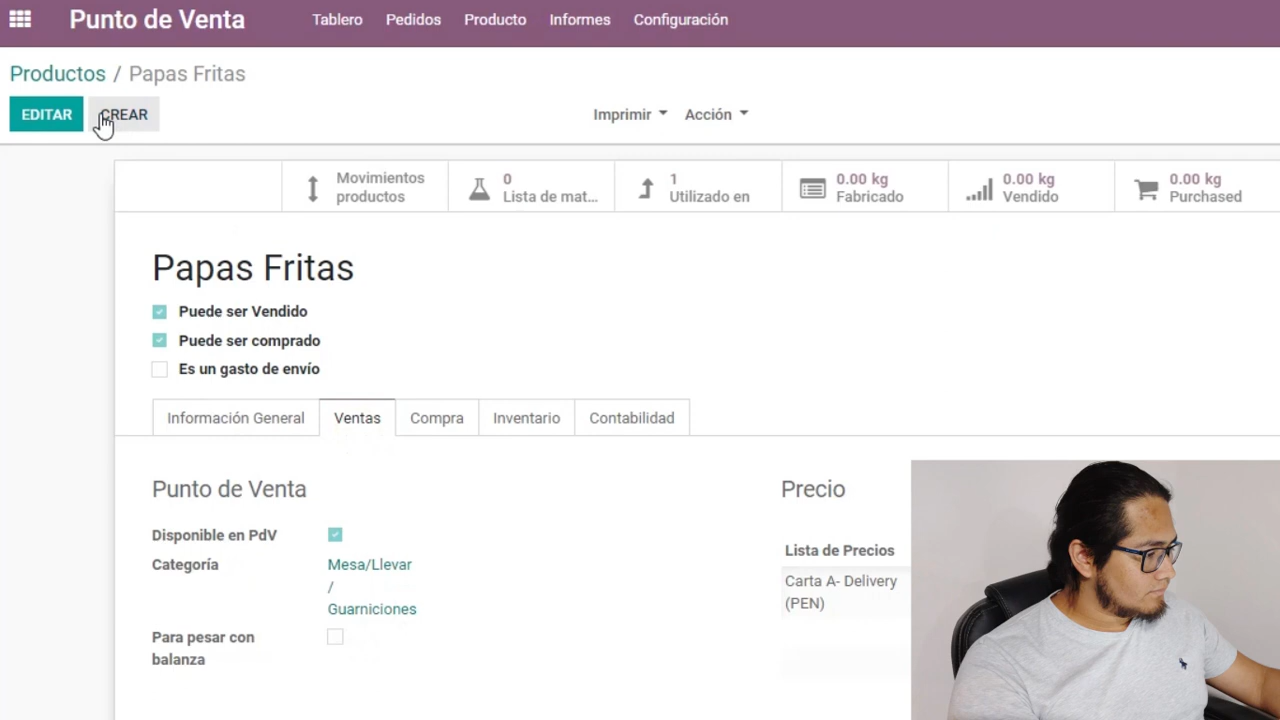 Punto de Venta
Tablero
Pedidos
Producto
Informes
Configuración
Productos / Papas Fritas
EDITAR
CREAR
Imprimir
Acción
Movimientos
productos
0
Lista de mat...
1
Utilizado en
0.00 kg
Fabricado
0.00 kg
Vendido
0.00 kg
Purchased
Papas Fritas
Puede ser Vendido
Puede ser comprado
Es un gasto de envío
Información General
Ventas
Compra
Inventario
Contabilidad
Punto de Venta
Disponible en PdV
Categoría
Mesa/Llevar
/
Guarniciones
Para pesar con
balanza
Precio
Lista de Precios
Carta A- Delivery
(PEN)